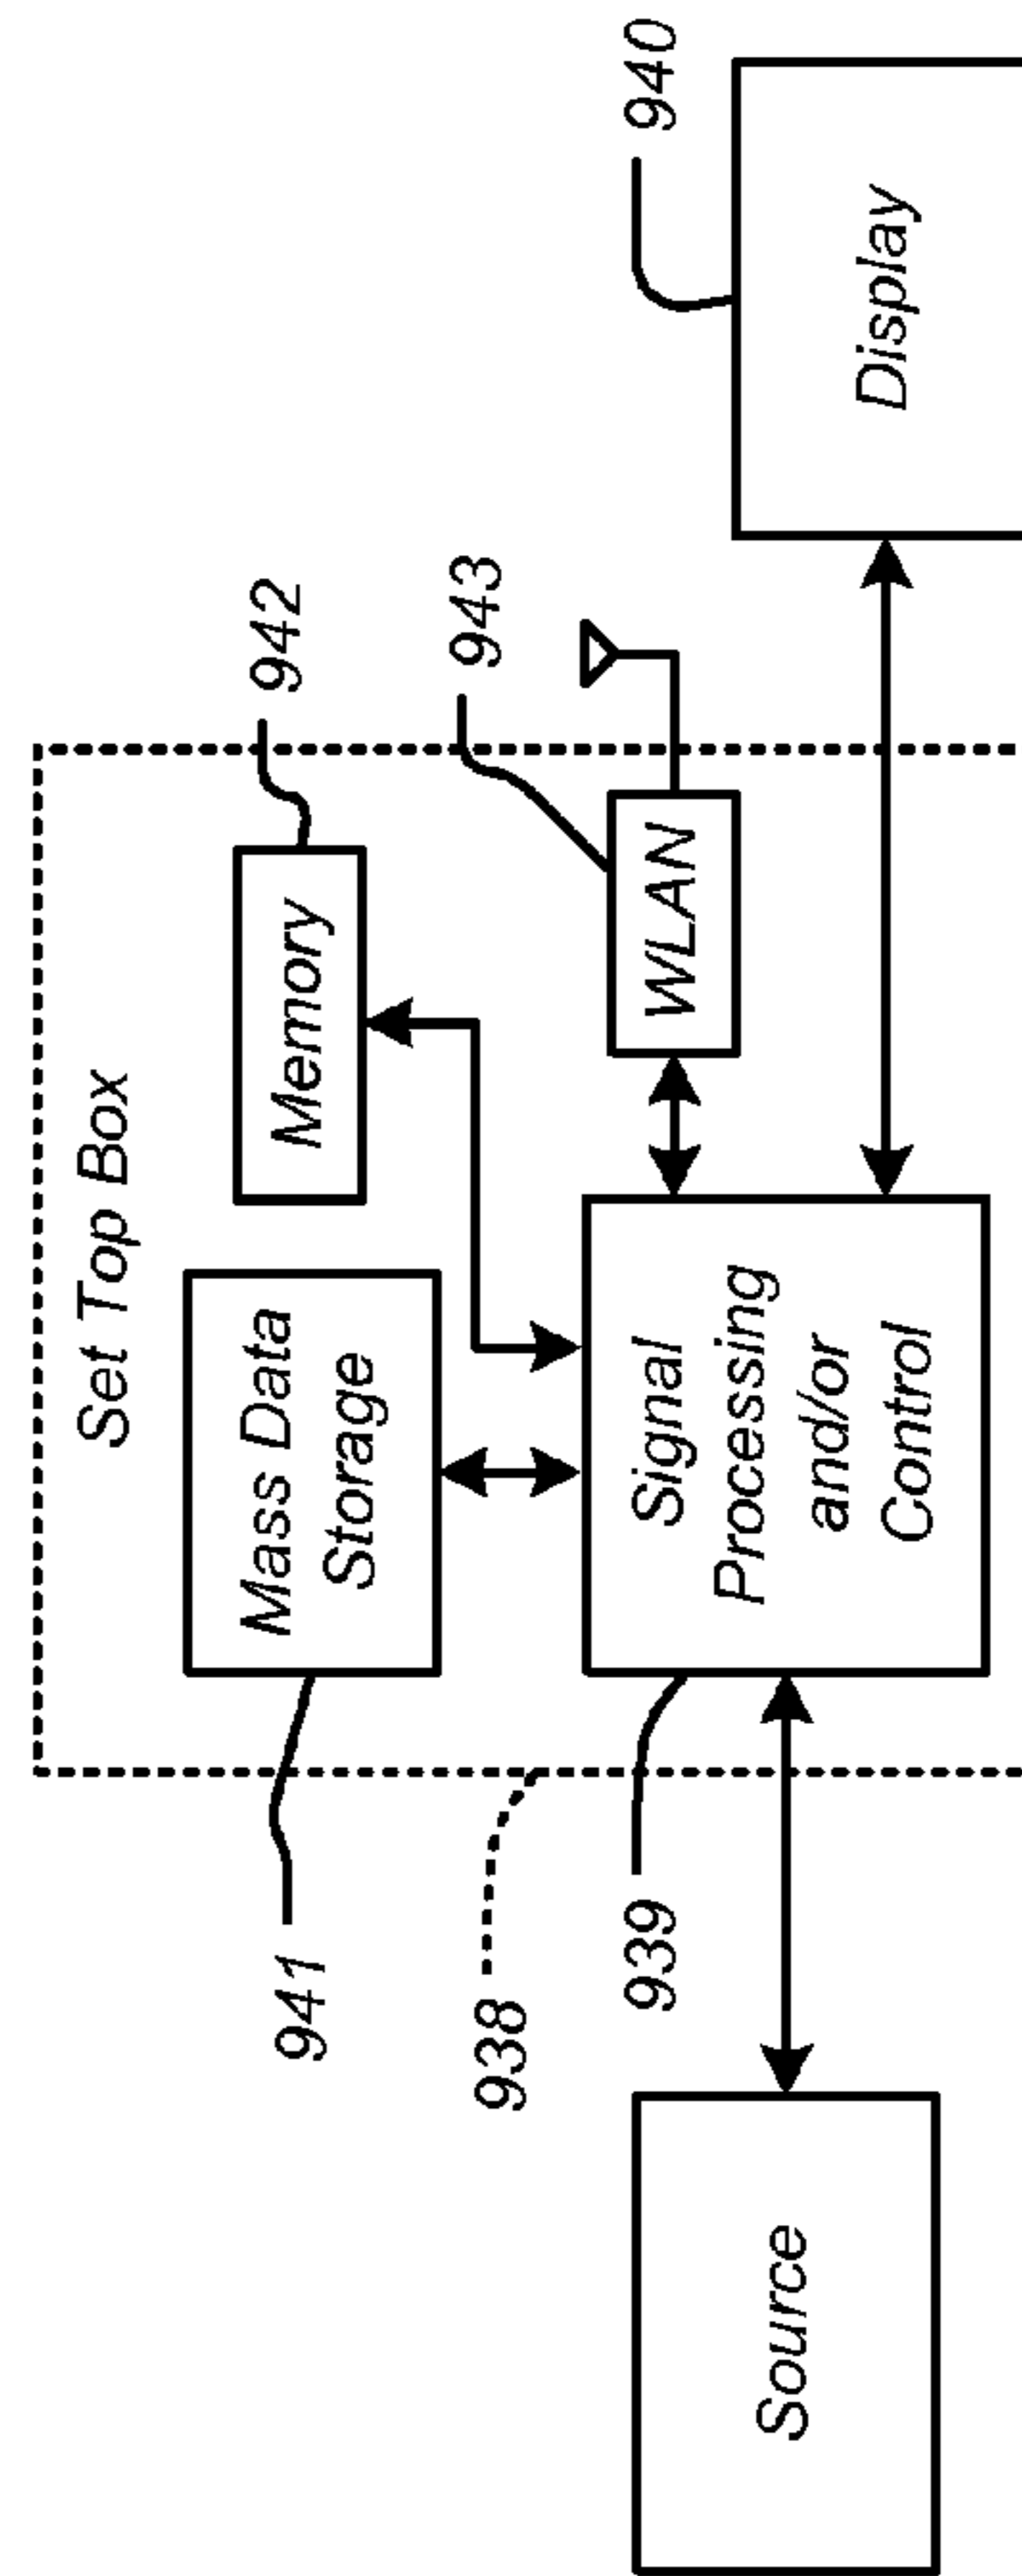 Set Top Box
941
Mass Data
Storage
Memory
942
938
943
WLAN
939
Signal
Processing
and/or
Control
940
Source
Display